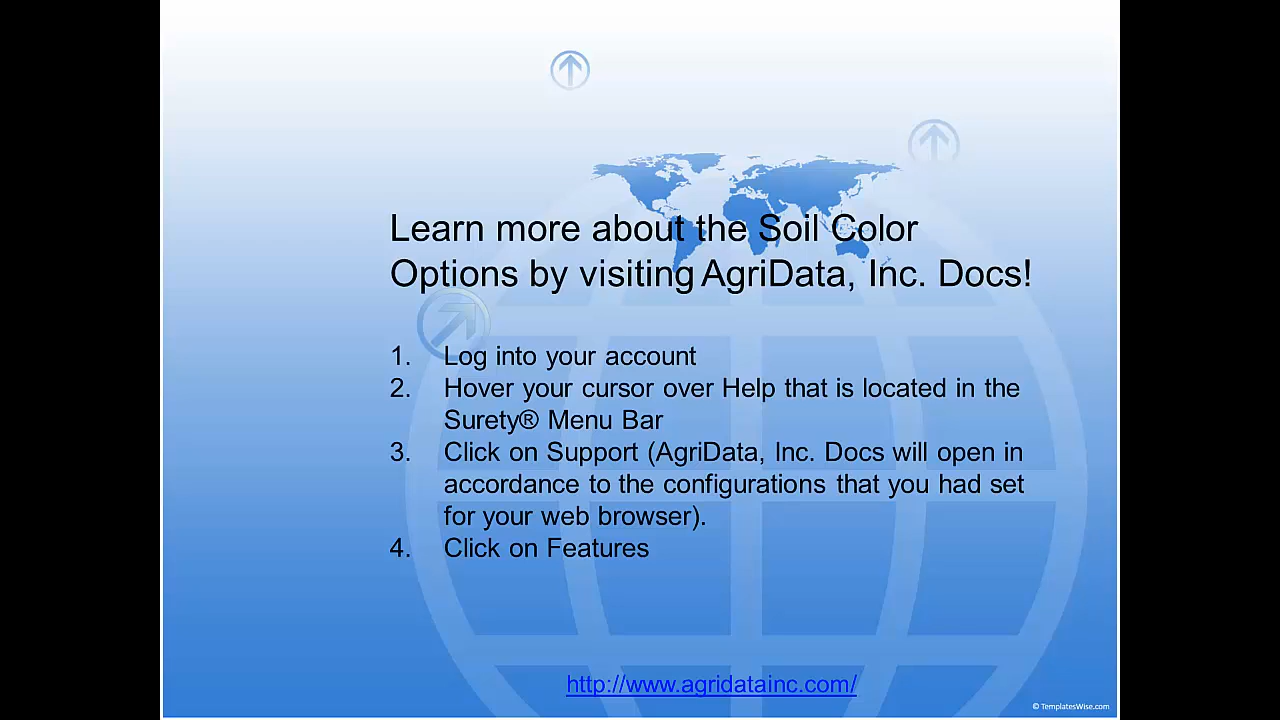 Learn more about the Soil Color
Options by visiting AgriData, Inc. Docs!
1. Log into your account
2. Hover your cursor over Help that is located in the
Surety® Menu Bar
3. Click on Support (AgriData, Inc. Docs will open in
accordance to the configurations that you had set
for your web browser).
4. Click on Features
http://www.agridatainc.com/
© TemplatesWise.com